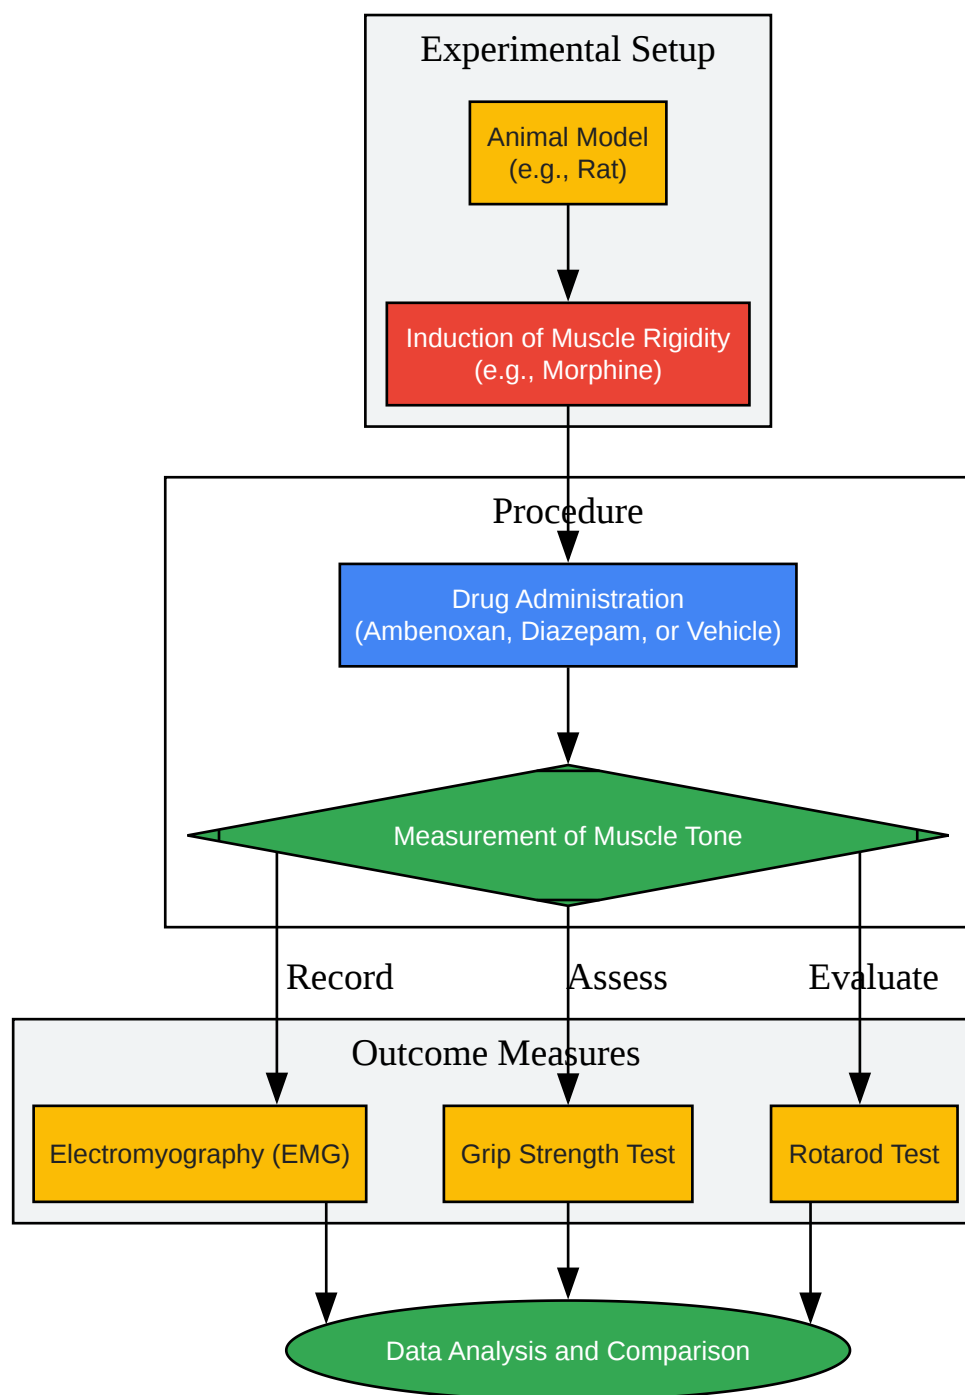 Experimental Setup
Animal Model
(e.g., Rat)
Induction of Muscle Rigidity
(e.g., Morphine)
Procedure
Drug Administration
(Ambenoxan, Diazepam, or Vehicle)
Measurement of Muscle Tone
Record
Assess
Evaluate
Outcome Measures
Electromyography (EMG)
Grip Strength Test
Rotarod Test
Data Analysis and Comparison